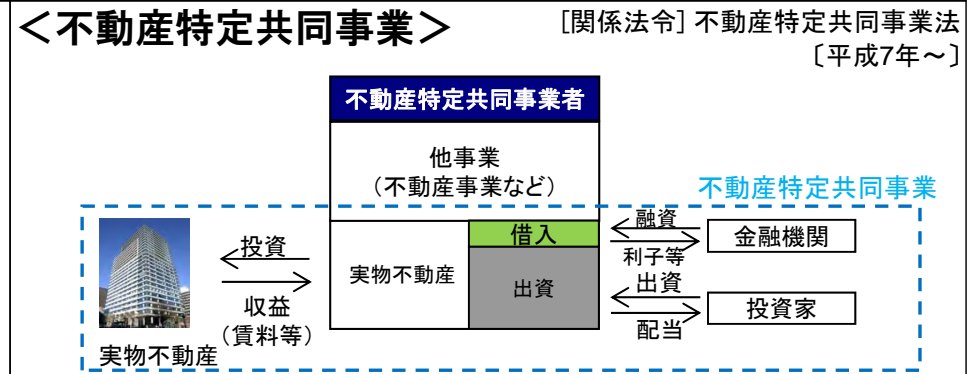 ＜不動産特定共同事業＞
[関係法令] 不動産特定共同事業法
〔平成7年～〕
不動産特定共同事業者
他事業
（不動産事業など）
不動産特定共同事業
投資
収益
（賃料等）
実物不動産
実物不動産
借入
出資
融資
利子等
金融機関
出資
配当
投資家